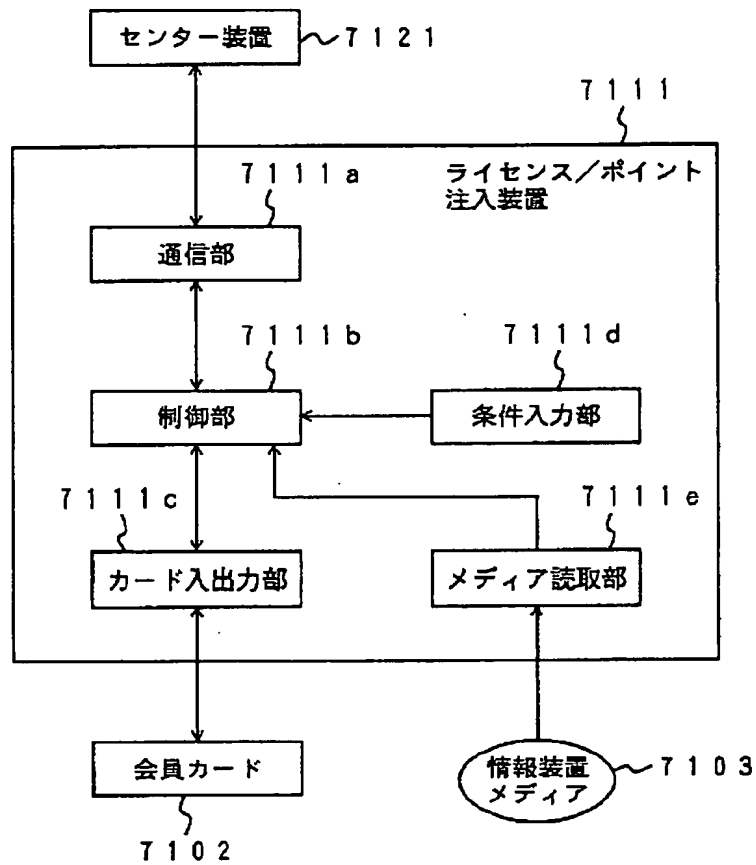 センター装置
7121
7111
ライセンス／ポイント
注入装置
7111a
通信部
7111b
制御部
7111d
条件入力部
7111c
カード入出力部
7111e
メディア読取部
会員カード
7102
情報装置
メディア
7103